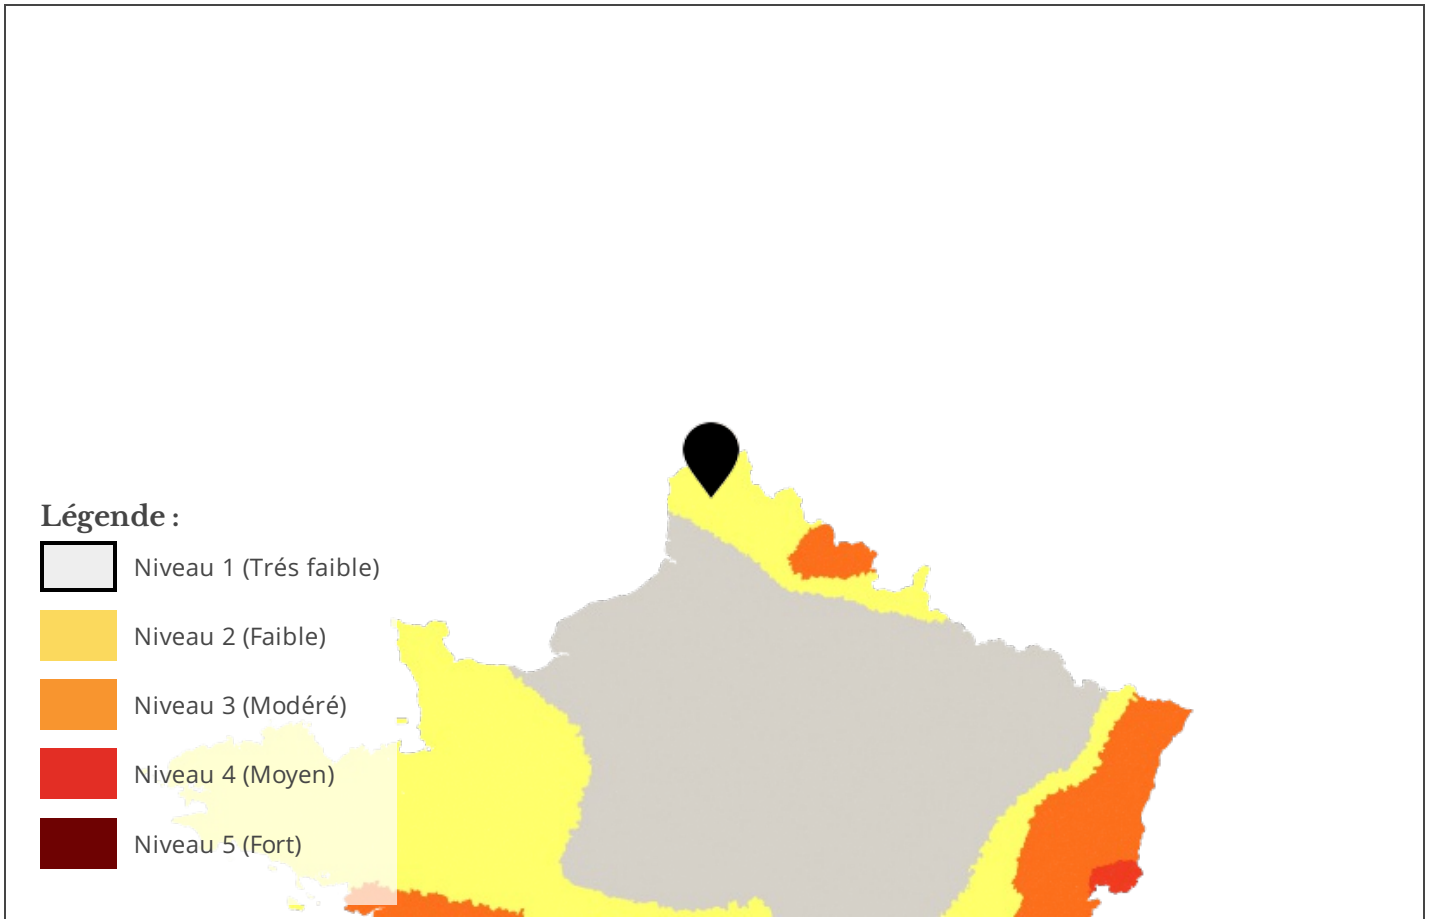 Légende :
Niveau 1 (Trés faible)
Niveau 2 (Faible)
Niveau 3 (Modéré)
Niveau 4 (Moyen)
Niveau 5 (Fort)